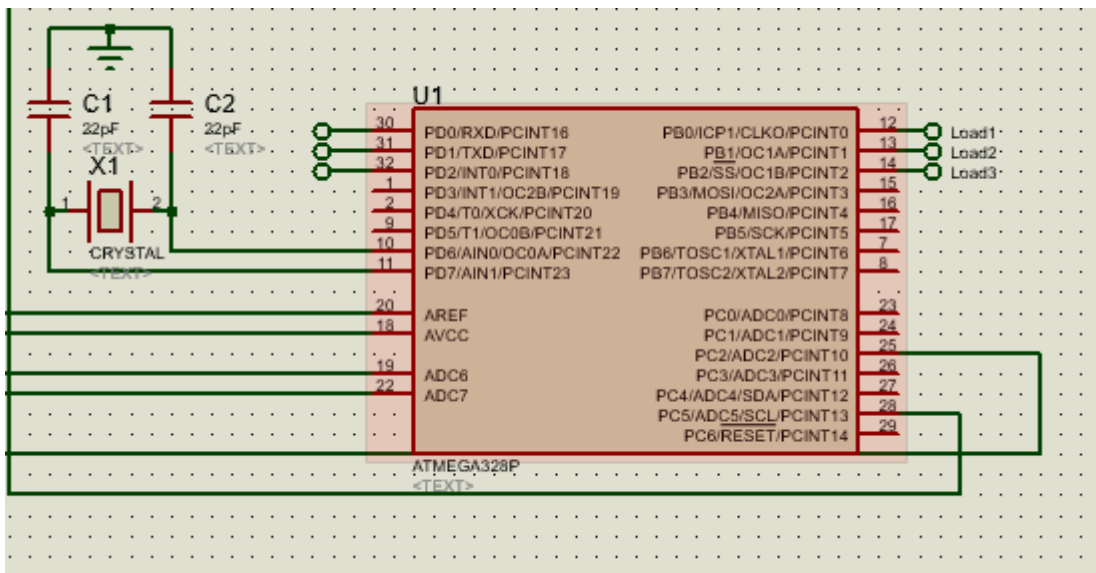 C1
22pF
<TEXT>
C2
22pF
<TEXT>
X1
1
2
CRYSTAL
<TEXT>
U1
30
PD0/RXD/PCINT16
31
PD1/TXD/PCINT17
32
PD2/INT0/PCINT18
1
PD3/INT1/OC2B/PCINT19
2
PD4/T0/XCK/PCINT20
9
PD5/T1/OC0B/PCINT21
10
PD6/AIN0/OC0A/PCINT22
11
PD7/AIN1/PCINT23
20
AREF
18
AVCC
19
ADC6
22
ADC7
PB0/ICP1/CLKO/PCINT0
12
Load1
PB1/OC1A/PCINT1
13
Load2
PB2/SS/OC1B/PCINT2
14
Load3
PB3/MOSI/OC2A/PCINT3
15
PB4/MISO/PCINT4
16
PB5/SCK/PCINT5
17
PB6/TOSC1/XTAL1/PCINT6
7
PB7/TOSC2/XTAL2/PCINT7
8
PC0/ADC0/PCINT8
23
PC1/ADC1/PCINT9
24
PC2/ADC2/PCINT10
25
PC3/ADC3/PCINT11
26
PC4/ADC4/SDA/PCINT12
27
PC5/ADC5/SCL/PCINT13
28
PC6/RESET/PCINT14
29
ATMEGA328P
<TEXT>